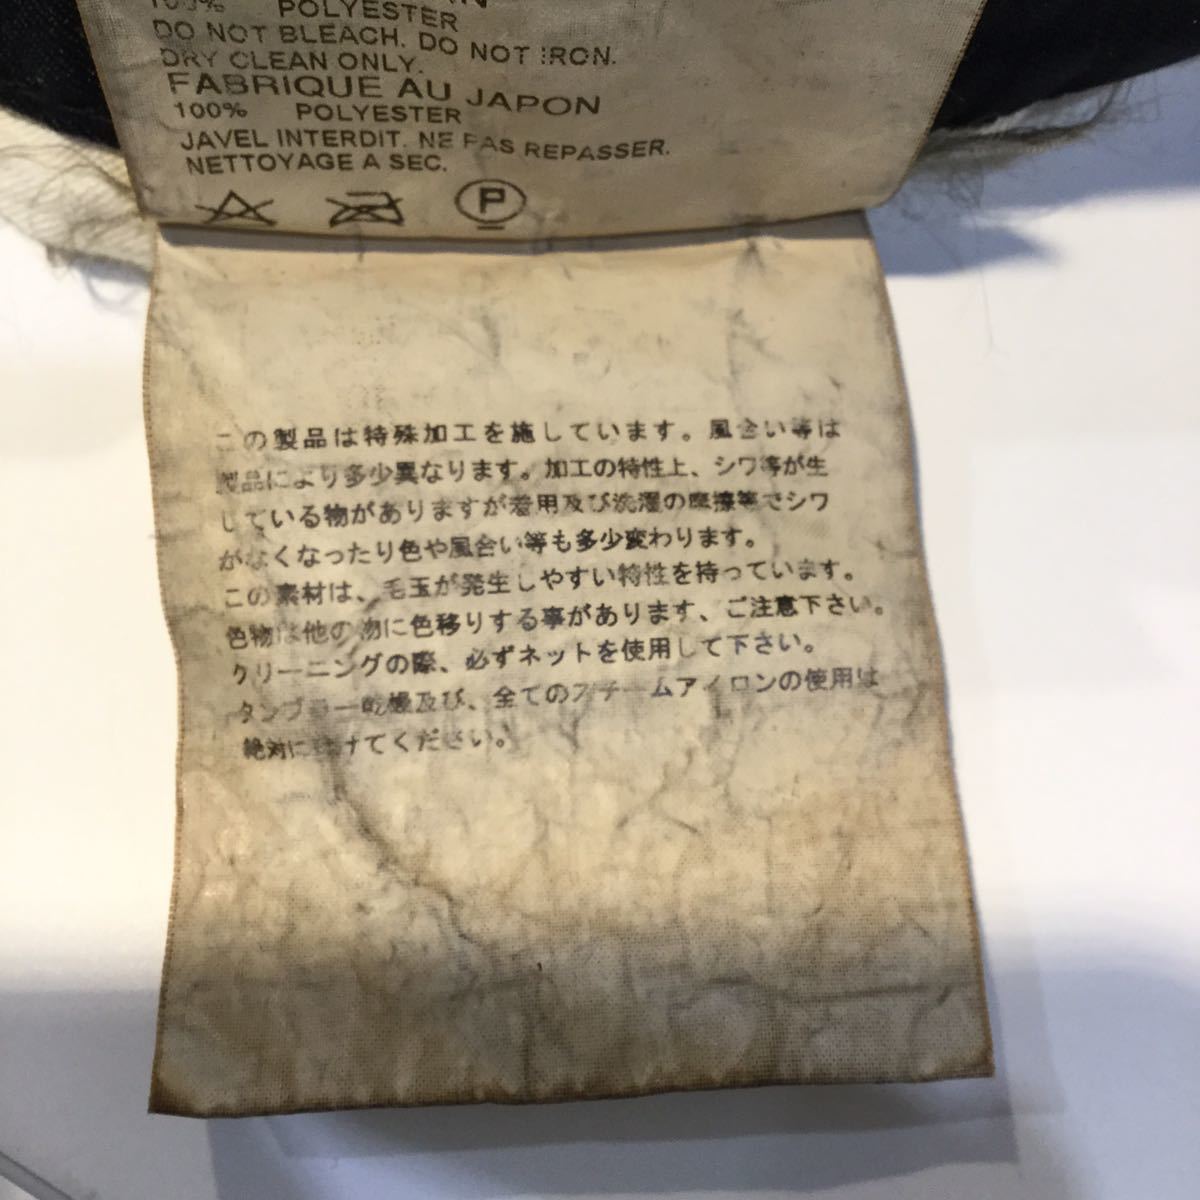 100% POLYESTER
DO NOT BLEACH. DO NOT IRON.
DRY CLEAN ONLY.
FABRIQUE AU JAPON
100% POLYESTER
JAVEL INTERDIT. NE PAS REPASSER.
NETTOYAGE A SEC.
P
この製品は特殊加工を施しています。風合い等は
製品により多少異なります。加工の特性上、シワ等が生
じている物がありますが着用及び洗濯の摩擦等でシワ
がなくなったり色や風合い等も多少変わります。
この素材は、毛玉が発生しやすい特性を持っています。
色物は他の物に色移りする事があります、ご注意下さい。
クリーニングの際、必ずネットを使用して下さい。
タンブラー乾燥及び、全てのスチームアイロンの使用は
絶対に避けてください。